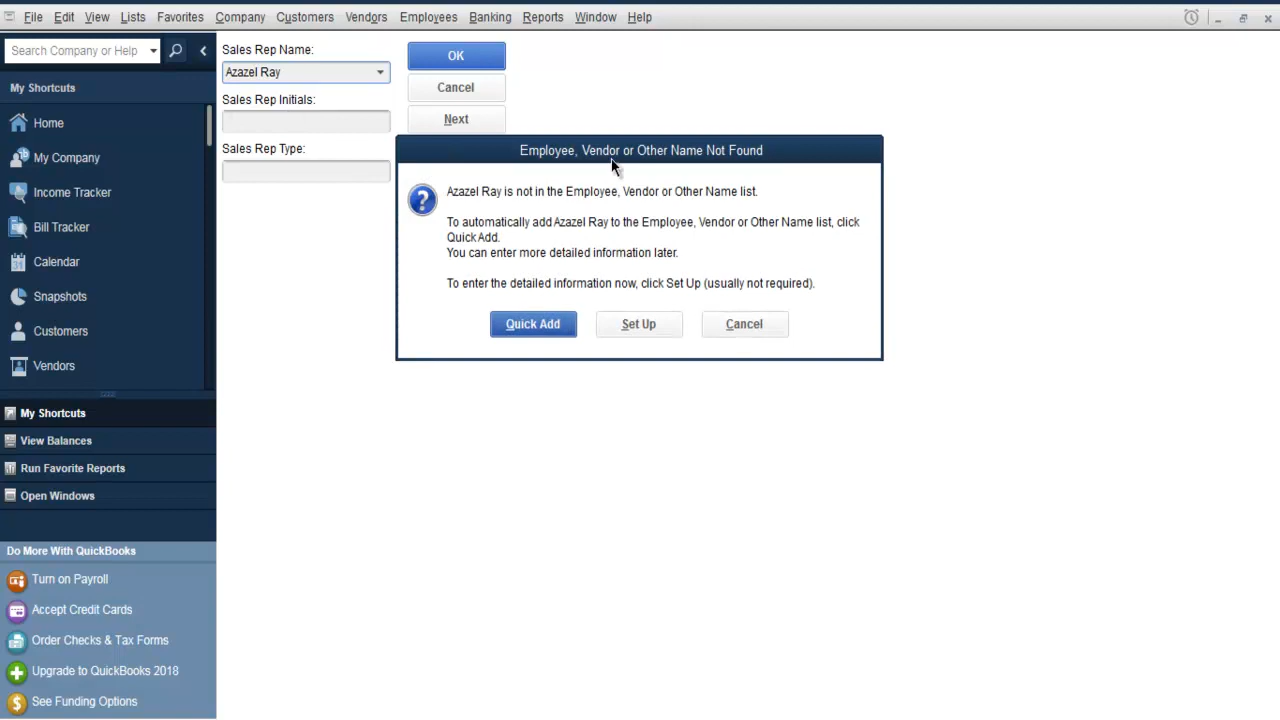 File Edit View Lists Favorites Company Customers Vendors Employees Banking Reports Window Help
Search Company or Help
My Shortcuts
Home
My Company
Income Tracker
Bill Tracker
Calendar
Snapshots
Customers
Vendors
My Shortcuts
View Balances
Run Favorite Reports
Open Windows
Do More With QuickBooks
Turn on Payroll
Accept Credit Cards
Order Checks & Tax Forms
Upgrade to QuickBooks 2018
See Funding Options
Sales Rep Name:
Azazel Ray
Sales Rep Initials:
Sales Rep Type:
OK
Cancel
Next
Employee, Vendor or Other Name Not Found
Azazel Ray is not in the Employee, Vendor or Other Name list.
To automatically add Azazel Ray to the Employee, Vendor or Other Name list, click
Quick Add.
You can enter more detailed information later.
To enter the detailed information now, click Set Up (usually not required).
Quick Add Set Up Cancel